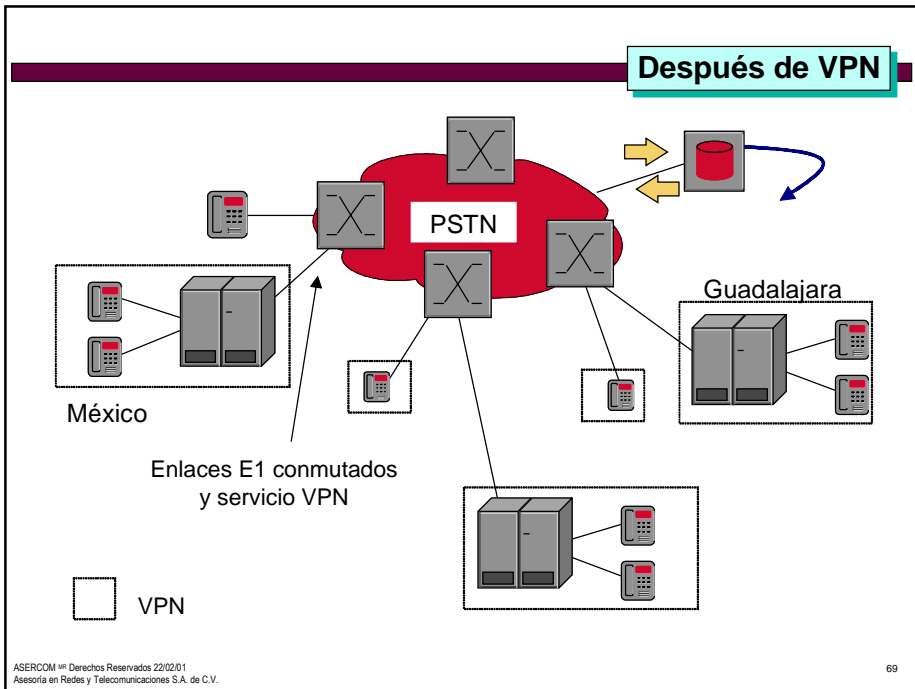 Después de VPN
PSTN
Guadalajara
México
Enlaces E1 conmutados
y servicio VPN
VPN
ASERCOM MR Derechos Reservados 22/02/01
Asesoría en Redes y Telecomunicaciones S.A. de C.V.
69